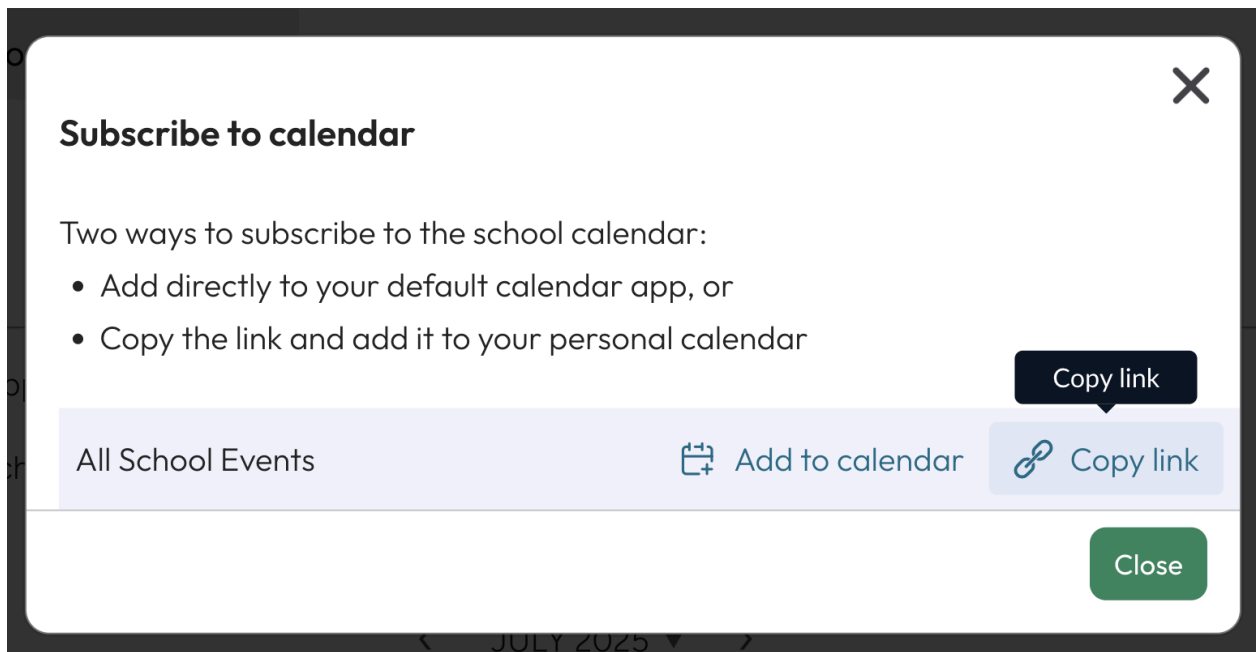 Subscribe to calendar
Two ways to subscribe to the school calendar:
• Add directly to your default calendar app, or
• Copy the link and add it to your personal calendar
Copy link
All School Events Add to calendar Copy link
Close
JULY 2025